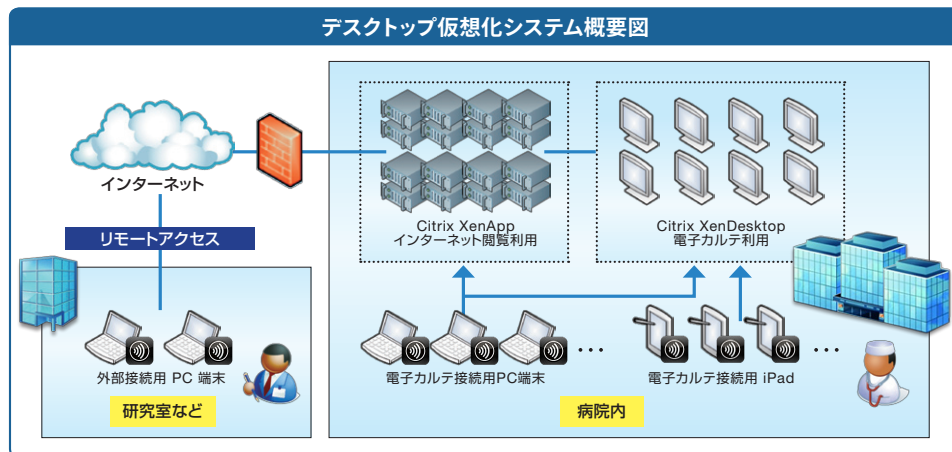 デスクトップ仮想化システム概要図
インターネット
リモートアクセス
外部接続用 PC 端末
研究室など
Citrix XenApp
インターネット閲覧利用
Citrix XenDesktop
電子カルテ利用
電子カルテ接続用PC端末
電子カルテ接続用 iPad
病院内